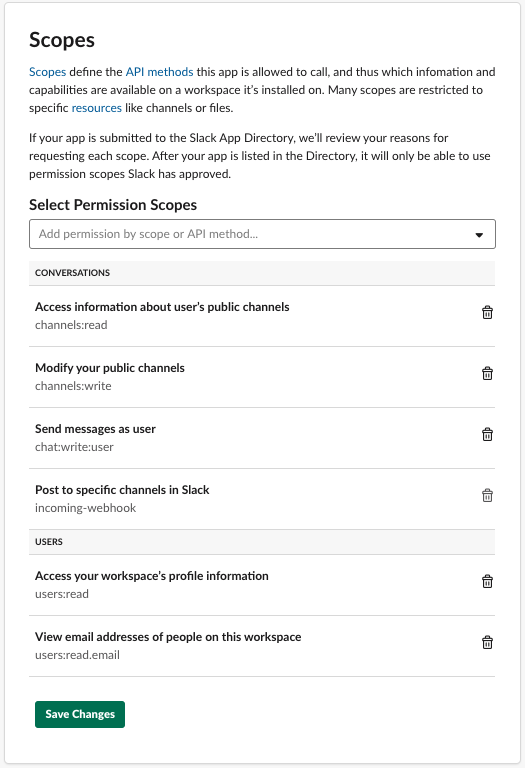 Scopes
Scopes define the API methods this app is allowed to call, and thus which infomation and
capabilities are available on a workspace it's installed on. Many scopes are restricted to
specific resources like channels or files.
If your app is submitted to the Slack App Directory, we'll review your reasons for
requesting each scope. After your app is listed in the Directory, it will only be able to use
permission scopes Slack has approved.
Select Permission Scopes
Add permission by scope or API method...
CONVERSATIONS
Access information about user's public channels
channels:read
Modify your public channels
channels:write
Send messages as user
chat:write:user
Post to specific channels in Slack
incoming-webhook
USERS
Access your workspace's profile information
users:read
View email addresses of people on this workspace
users:read.email
Save Changes